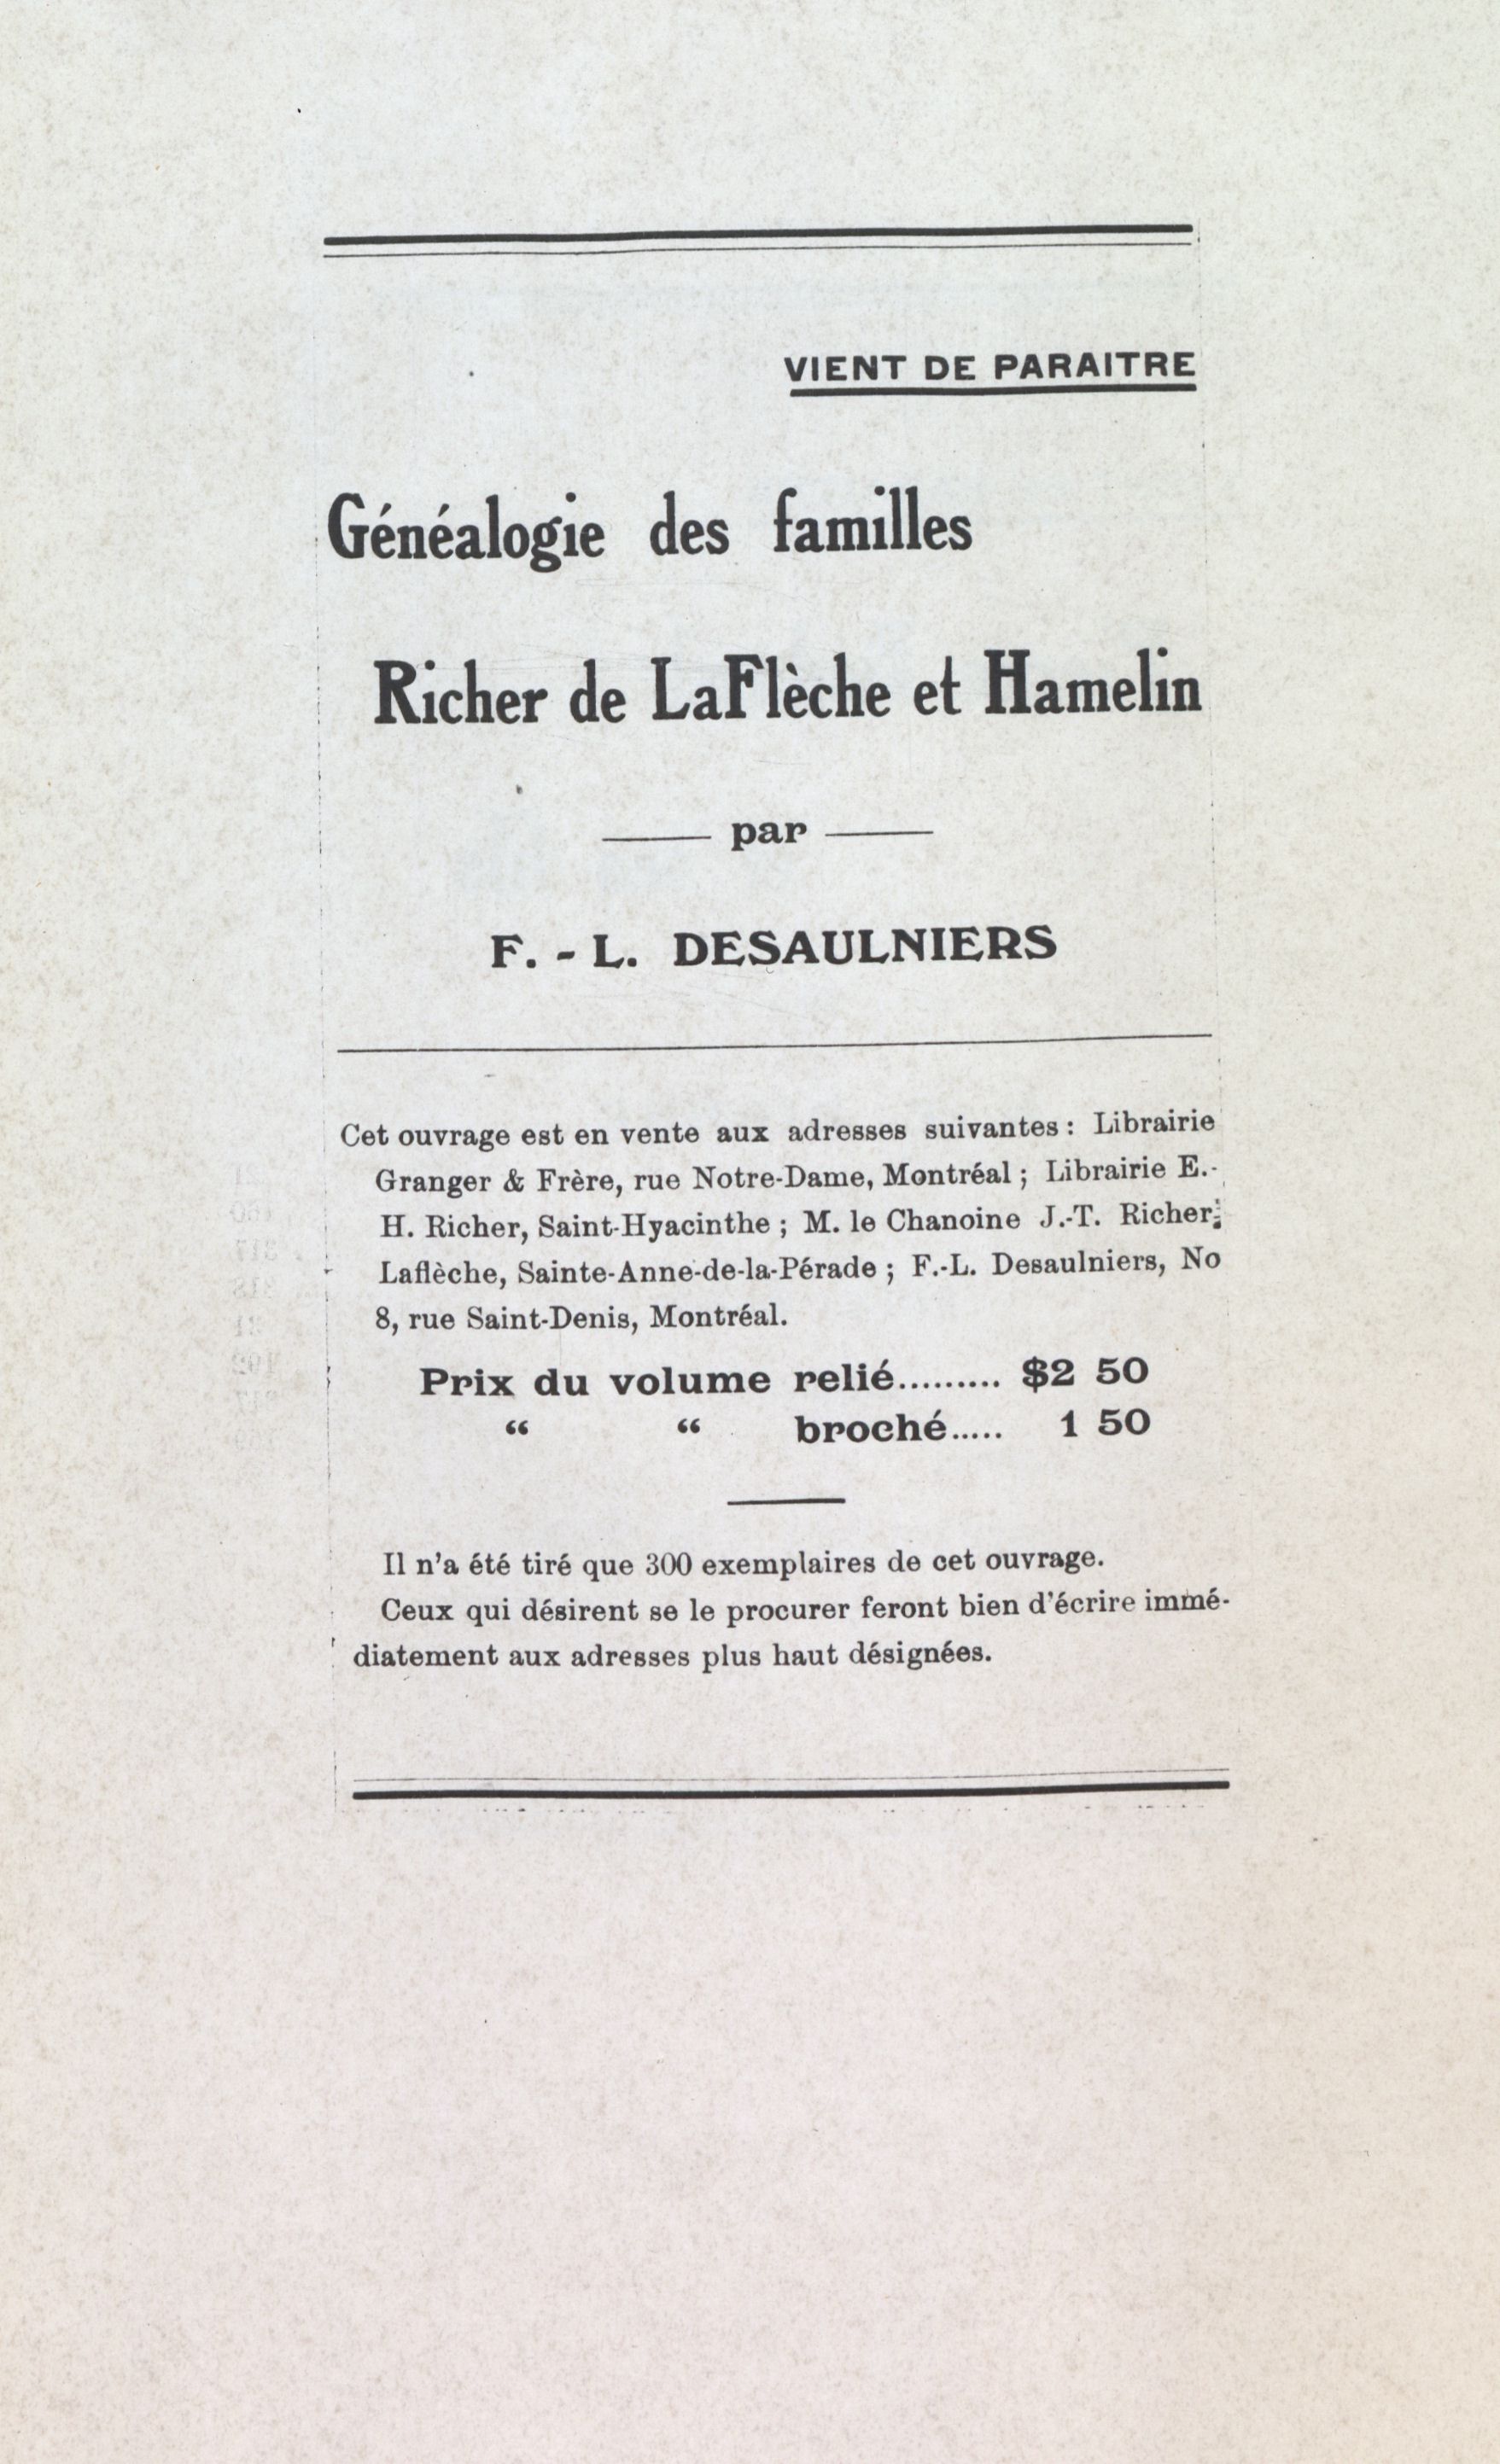 VIENT DE PARAITRE
Généalogie des familles
Richer de LaFlèche et Hamelin
par
F. - L. DESAULNIERS
Cet ouvrage est en vente aux adresses suivantes : Librairie
Granger & Frère, rue Notre-Dame, Montréal ; Librairie E.-
H. Richer, Saint-Hyacinthe ; M. le Chanoine J.-T. Richer-
Laflèche, Sainte-Anne-de-la-Pérade ; F.-L. Desaulniers, No
8, rue Saint-Denis, Montréal.
Prix du volume relié......... $2 50
“ “ broché..... 1 50
Il n'a été tiré que 300 exemplaires de cet ouvrage.
Ceux qui désirent se le procurer feront bien d'écrire immé-
diatement aux adresses plus haut désignées.